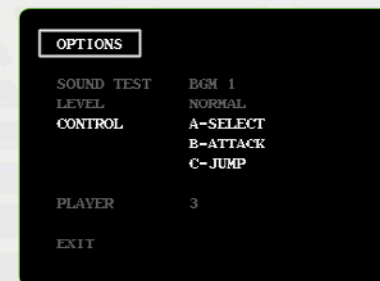 OPTIONS
SOUND TEST BGM 1
LEVEL NORMAL
CONTROL A-SELECT
B-ATTACK
C-JUMP
PLAYER 3
EXIT